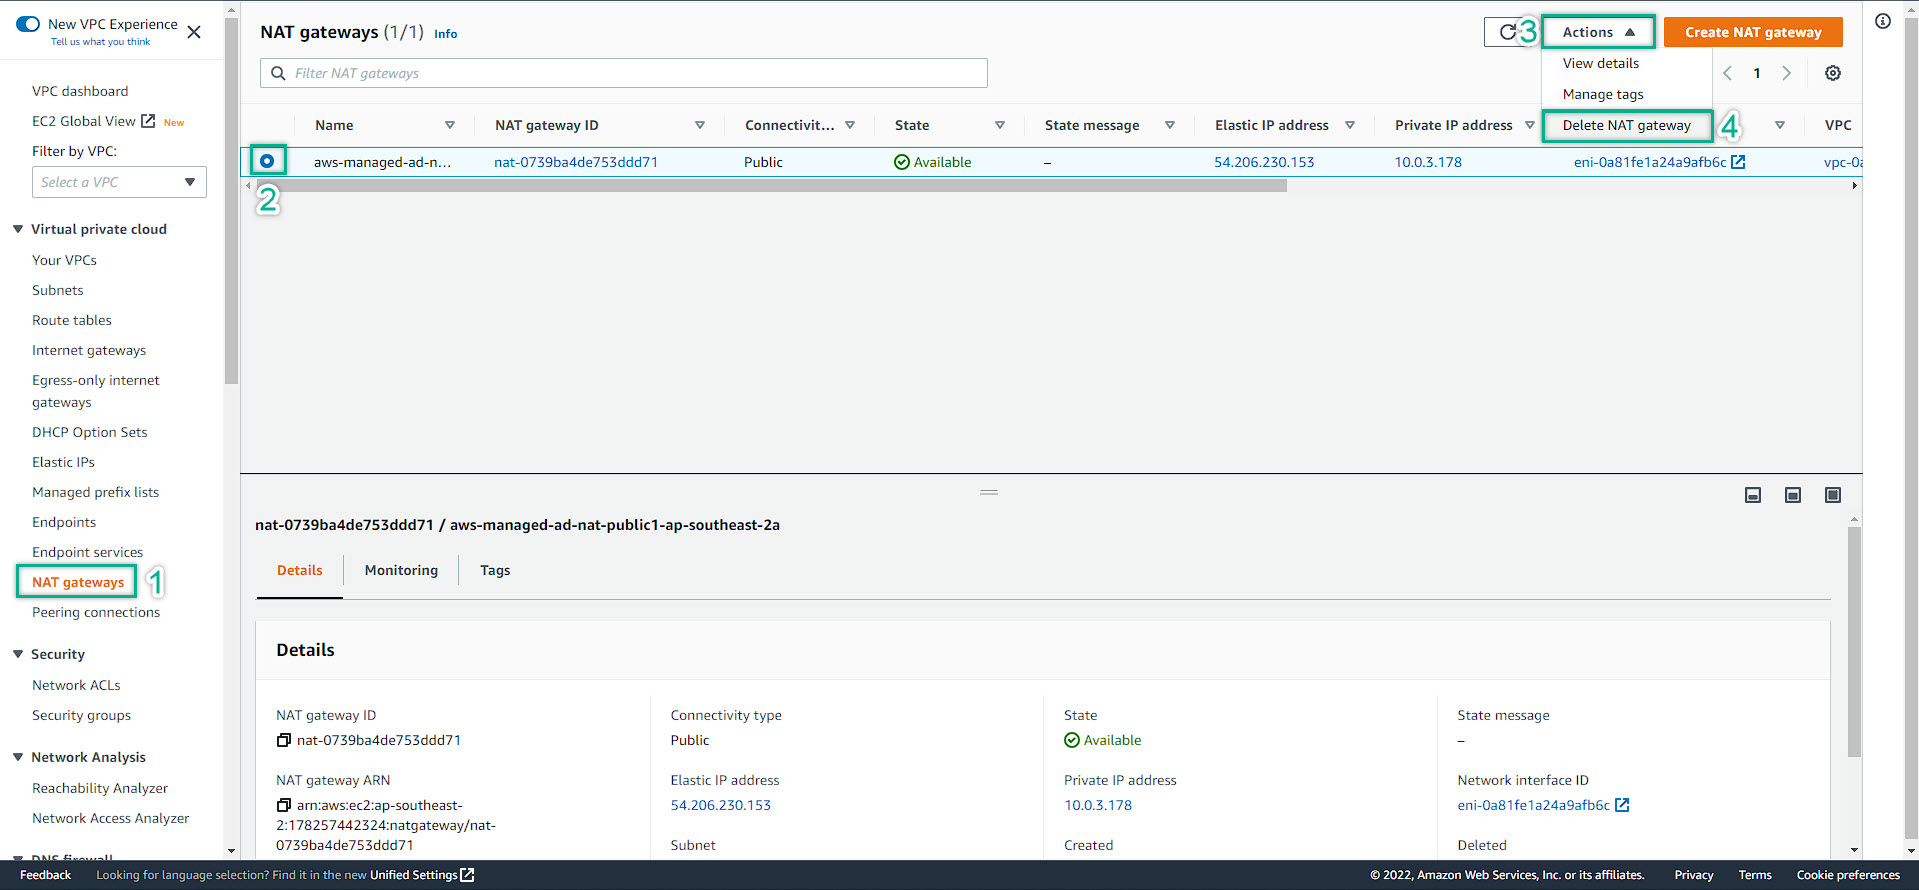 New VPC Experience
Tell us what you think
VPC dashboard
EC2 Global View New
Filter by VPC:
Select a VPC
Virtual private cloud
Your VPCs
Subnets
Route tables
Internet gateways
Egress-only internet
gateways
DHCP Option Sets
Elastic IPs
Managed prefix lists
Endpoints
Endpoint services
NAT gateways 1
Peering connections
Security
Network ACLs
Security groups
Network Analysis
Reachability Analyzer
Network Access Analyzer
DNS firewall
NAT gateways (1/1) Info
3 Actions Create NAT gateway
Filter NAT gateways
View details
1
Manage tags
Delete NAT gateway 4
Name NAT gateway ID Connectivit... State State message Elastic IP address Private IP address VPC
aws-managed-ad-n... nat-0739ba4de753ddd71 Public Available – 54.206.230.153 10.0.3.178 eni-0a81fe1a24a9afb6c vpc-0a
2
nat-0739ba4de753ddd71 / aws-managed-ad-nat-public1-ap-southeast-2a
Details Monitoring Tags
Details
NAT gateway ID
nat-0739ba4de753ddd71
Connectivity type
Public
State
Available
State message
–
NAT gateway ARN
arn:aws:ec2:ap-southeast-
2:178257442324:natgateway/nat-
0739ba4de753ddd71
Elastic IP address
54.206.230.153
Private IP address
10.0.3.178
Network interface ID
eni-0a81fe1a24a9afb6c
Subnet
Created
Deleted
Feedback Looking for language selection? Find it in the new Unified Settings © 2022, Amazon Web Services, Inc. or its affiliates. Privacy Terms Cookie preferences